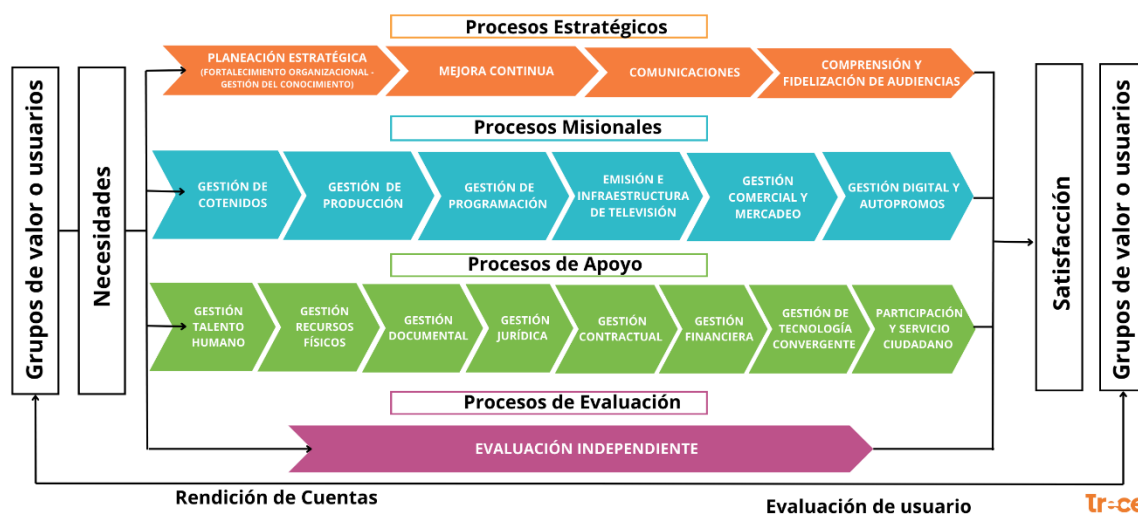 Procesos Estratégicos
PLANEACIÓN ESTRATÉGICA
(FORTALECIMIENTO ORGANIZACIONAL -
GESTIÓN DEL CONOCIMIENTO)
MEJORA CONTINUA
COMUNICACIONES
COMPRENSIÓN Y
FIDELIZACIÓN DE AUDIENCIAS
Grupos de valor o usuarios
Necesidades
Procesos Misionales
GESTIÓN DE
COTENIDOS
GESTIÓN DE
PRODUCCIÓN
GESTIÓN DE
PROGRAMACIÓN
EMISIÓN E
INFRAESTRUCTURA
DE TELEVISIÓN
GESTIÓN
COMERCIAL Y
MERCADEO
GESTIÓN DIGITAL Y
AUTOPROMOS
Satisfacción
Grupos de valor o usuarios
Procesos de Apoyo
GESTIÓN
TALENTO
HUMANO
GESTIÓN
RECURSOS
FÍSICOS
GESTIÓN
DOCUMENTAL
GESTIÓN
JURÍDICA
GESTIÓN
CONTRACTUAL
GESTIÓN
FINANCIERA
GESTIÓN DE
TECNOLOGÍA
CONVERGENTE
PARTICIPACIÓN
Y SERVICIO
CIUDADANO
Procesos de Evaluación
EVALUACIÓN INDEPENDIENTE
Rendición de Cuentas
Evaluación de usuario